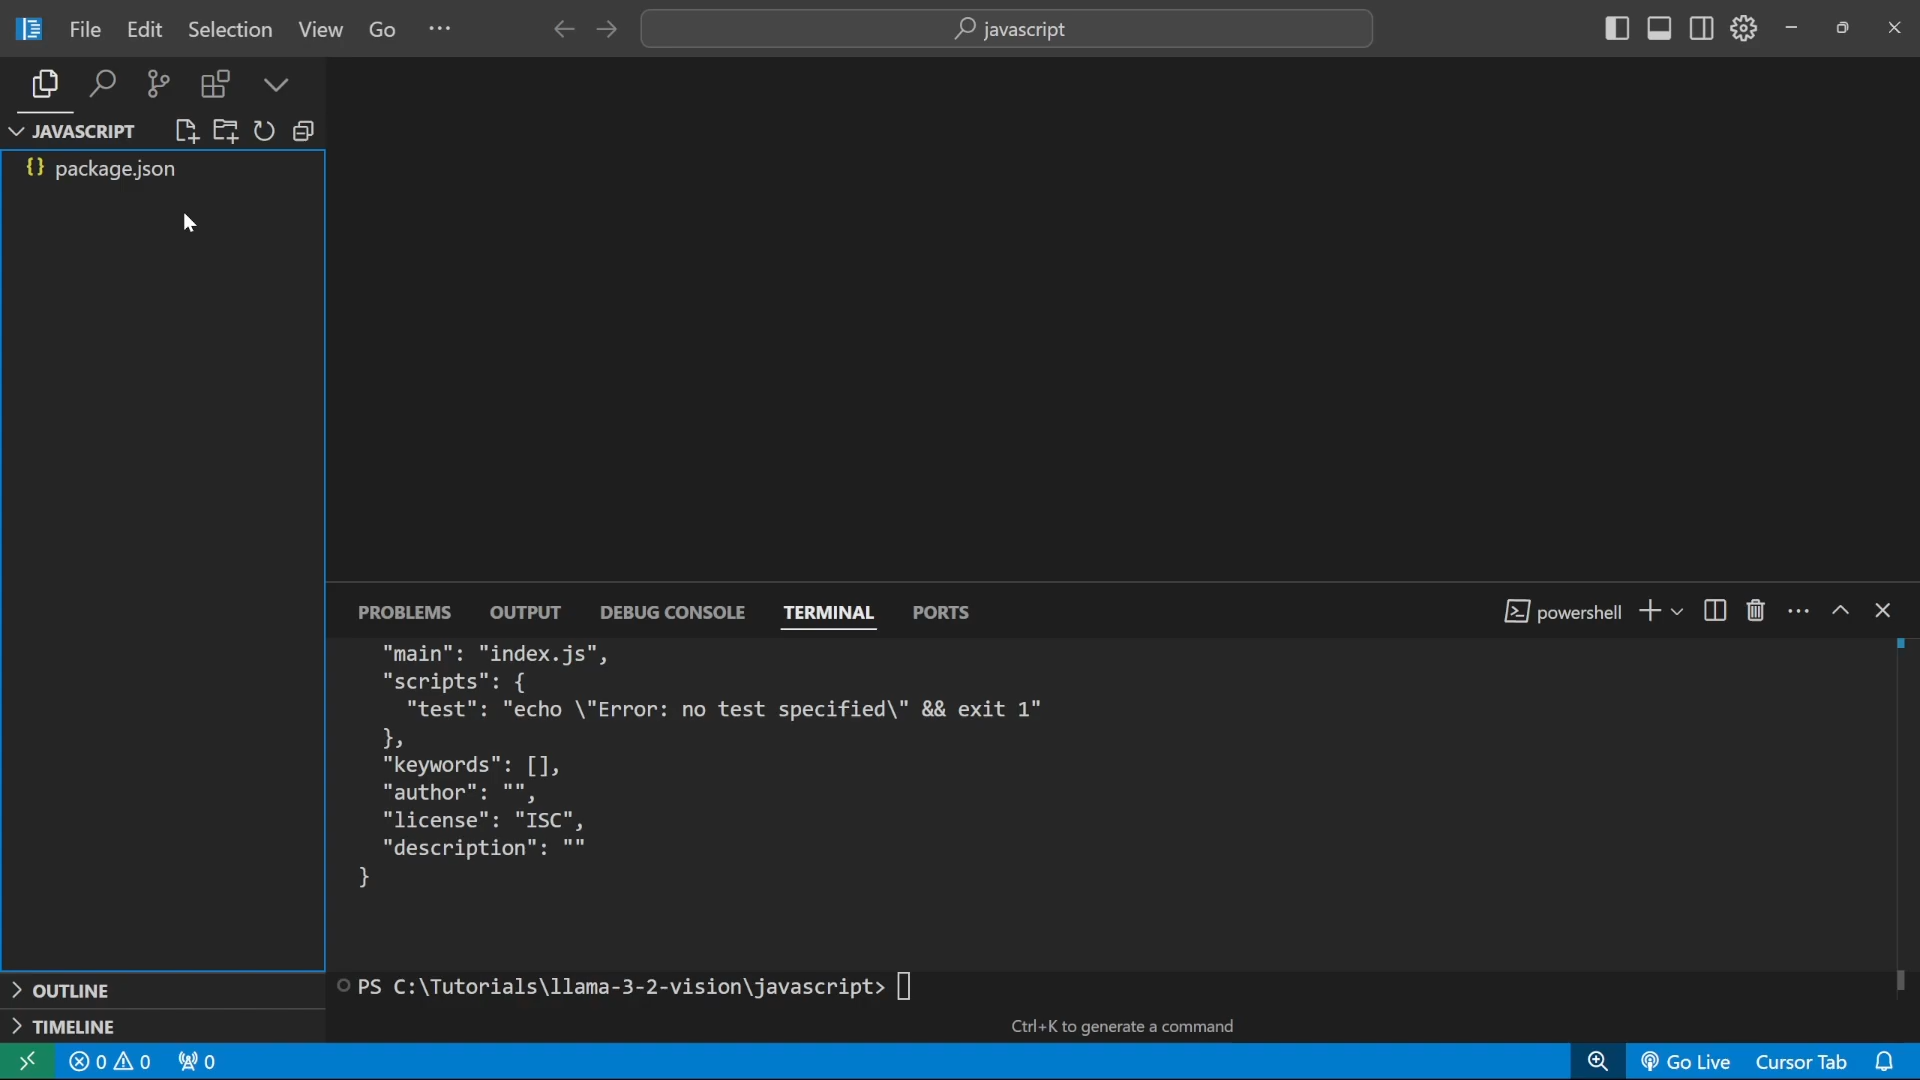 File Edit Selection View Go ···
javascript
JAVASCRIPT
{} package.json
PROBLEMS OUTPUT DEBUG CONSOLE TERMINAL PORTS
powershell
"main": "index.js",
"scripts": {
"test": "echo \"Error: no test specified\" && exit 1"
},
"keywords": [],
"author": "",
"license": "ISC",
"description": ""
}
PS C:\Tutorials\llama-3-2-vision\javascript>
Ctrl+K to generate a command
OUTLINE
TIMELINE
0 0 0
Go Live Cursor Tab